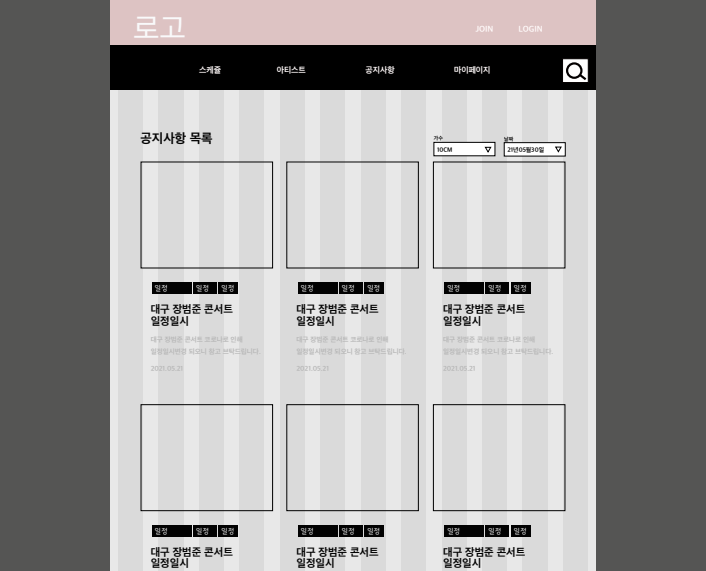 로고
JOIN LOGIN
스케쥴 아티스트 공지사항 마이페이지
공지사항 목록
가수 날짜
10CM 21년05월30일
일정 일정 일정
대구 장범준 콘서트
일정일시
대구 장범준 콘서트 코로나로 인해
일정일시변경 되오니 참고 브탁드립니다.
2021.05.21
일정 일정 일정
대구 장범준 콘서트
일정일시
대구 장범준 콘서트 코로나로 인해
일정일시변경 되오니 참고 브탁드립니다.
2021.05.21
일정 일정 일정
대구 장범준 콘서트
일정일시
대구 장범준 콘서트 코로나로 인해
일정일시변경 되오니 참고 브탁드립니다.
2021.05.21
일정 일정 일정
대구 장범준 콘서트
일정일시
일정 일정 일정
대구 장범준 콘서트
일정일시
일정 일정 일정
대구 장범준 콘서트
일정일시